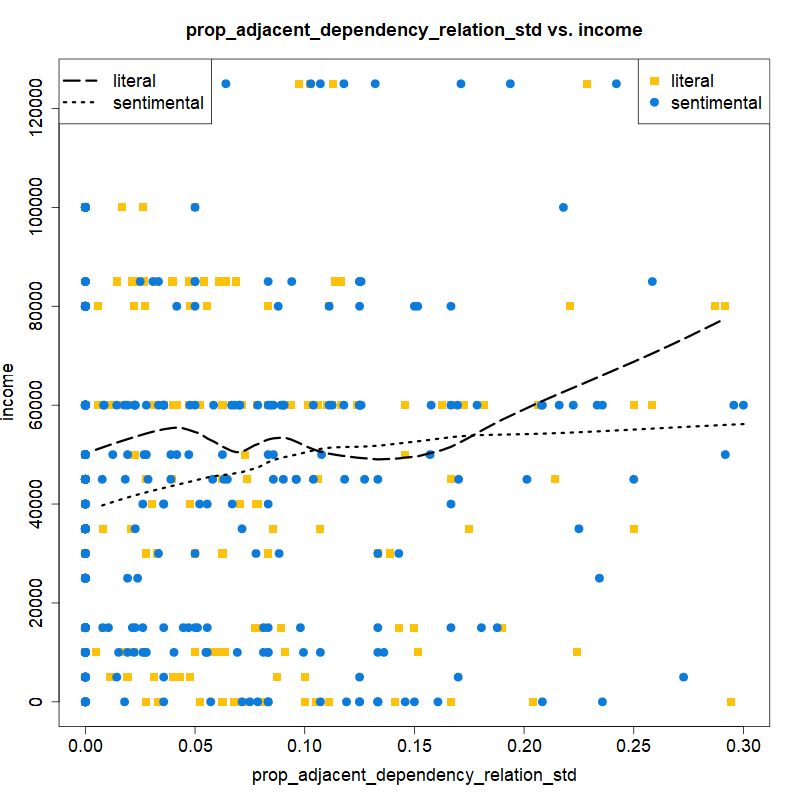 prop_adjacent_dependency_relation_std vs. income
literal
sentimental
literal
sentimental
income
120000
100000
80000
60000
40000
20000
0
0.00 0.05 0.10 0.15 0.20 0.25 0.30
prop_adjacent_dependency_relation_std